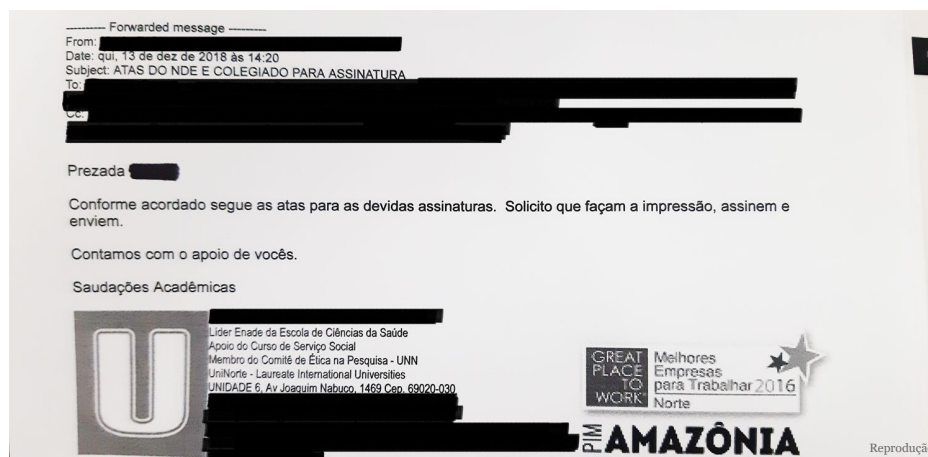 ---------- Forwarded message ----------
From:
Date: qui, 13 de dez de 2018 às 14:20
Subject: ATAS DO NDE E COLEGIADO PARA ASSINATURA
To:
Cc:
Prezada
Conforme acordado segue as atas para as devidas assinaturas. Solicito que façam a impressão, assinem e
enviem.
Contamos com o apoio de vocês.
Saudações Acadêmicas
U
Líder Enade da Escola de Ciências da Saúde
Apoio do Curso de Serviço Social
Membro do Comitê de Ética na Pesquisa - UNN
UniNorte - Laureate International Universities
UNIDADE 6, Av Joaquim Nabuco, 1469 Cep. 69020-030
GREAT
PLACE
TO
WORK
Melhores
Empresas
para Trabalhar 2016
Norte
PIM
AMAZÔNIA